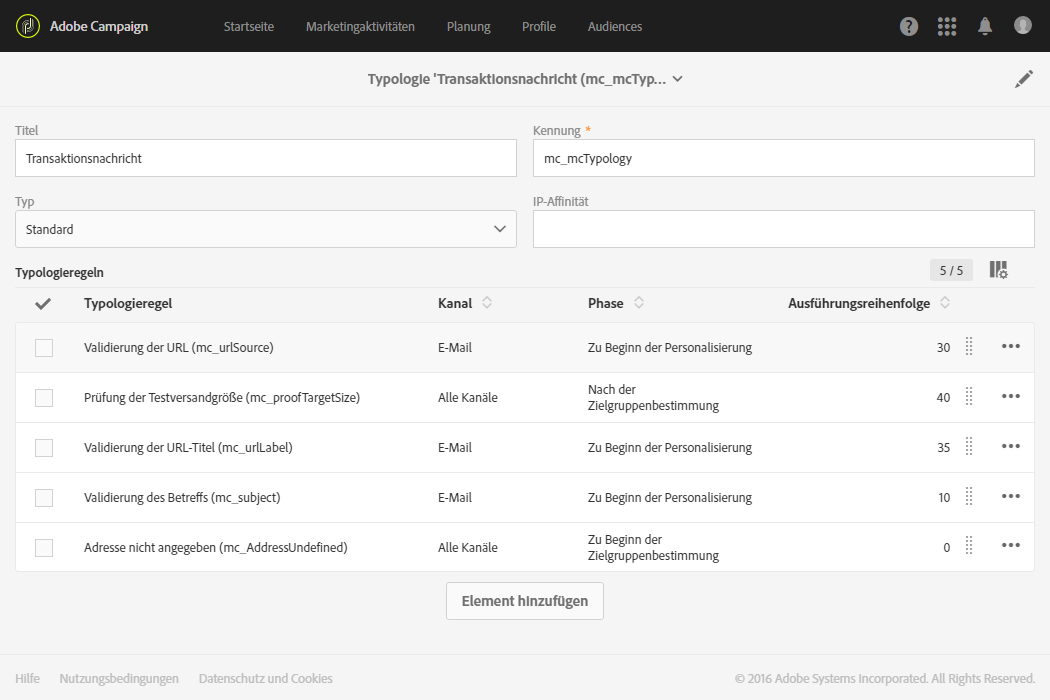 Adobe Campaign
Startseite Marketingaktivitäten Planung Profile Audiences
Typologie 'Transaktionsnachricht (mc_mcTyp...
Titel
Kennung *
Transaktionsnachricht
mc_mcTypology
Typ
IP-Affinität
Standard
Typologieregeln
5 / 5
Typologieregel Kanal Phase Ausführungsreihenfolge
Validierung der URL (mc_urlSource) E-Mail Zu Beginn der Personalisierung 30
Prüfung der Testversandgröße (mc_proofTargetSize) Alle Kanäle Nach der
Zielgruppenbestimmung 40
Validierung der URL-Titel (mc_urlLabel) E-Mail Zu Beginn der Personalisierung 35
Validierung des Betreffs (mc_subject) E-Mail Zu Beginn der Personalisierung 10
Adresse nicht angegeben (mc_AddressUndefined) Alle Kanäle Zu Beginn der
Zielgruppenbestimmung 0
Element hinzufügen
Hilfe Nutzungsbedingungen Datenschutz und Cookies © 2016 Adobe Systems Incorporated. All Rights Reserved.